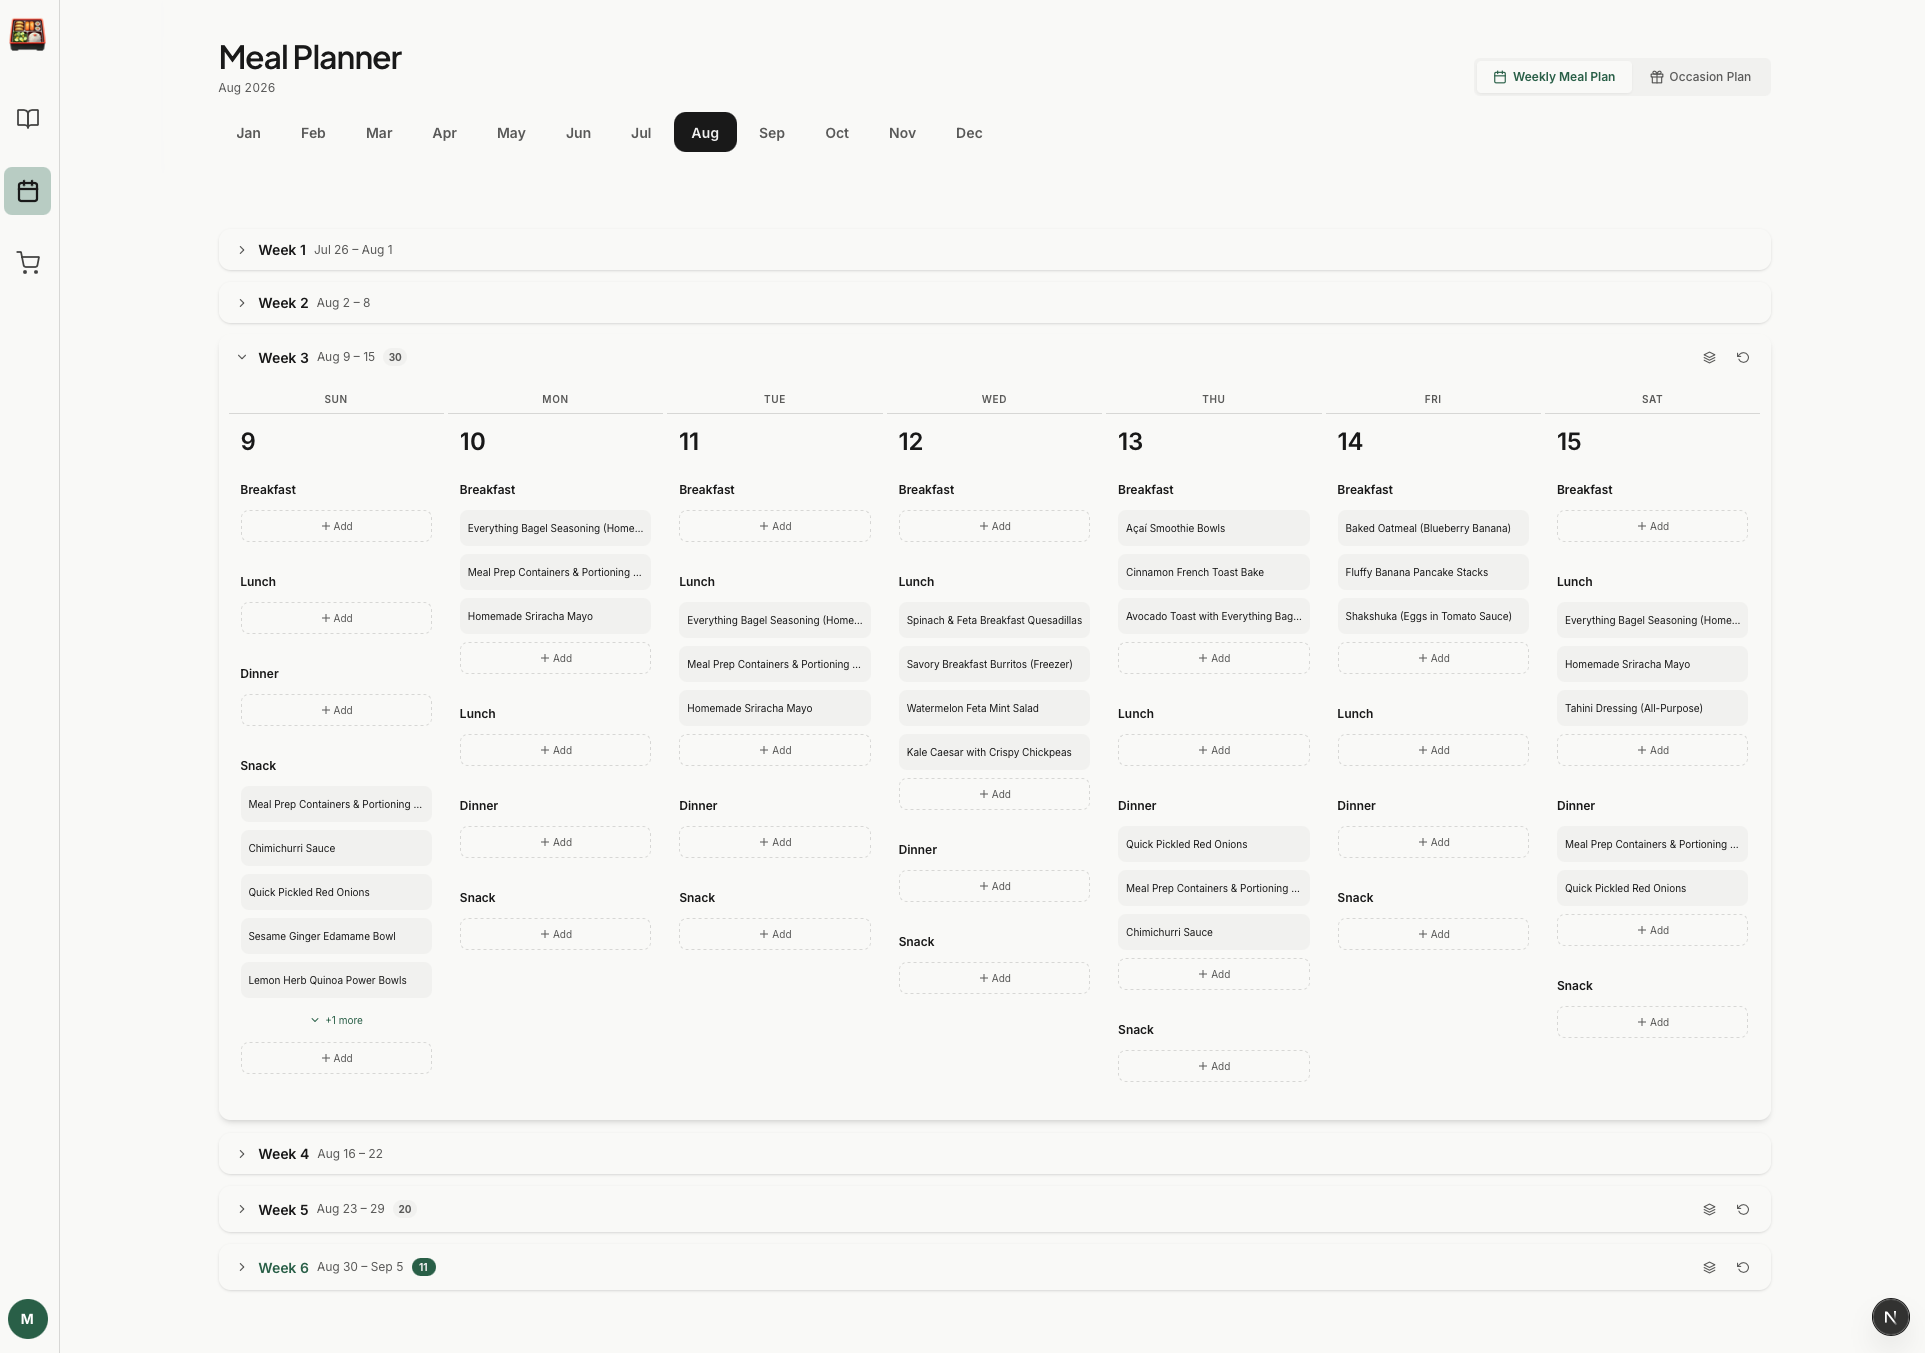 Meal Planner
Aug 2026
Weekly Meal Plan
Occasion Plan
Jan Feb Mar Apr May Jun Jul Aug Sep Oct Nov Dec
Week 1 Jul 26 – Aug 1
Week 2 Aug 2 – 8
Week 3 Aug 9 – 15 30
SUN
9
Breakfast
+ Add
Lunch
+ Add
Dinner
+ Add
Snack
Meal Prep Containers & Portioning ...
Chimichurri Sauce
Quick Pickled Red Onions
Sesame Ginger Edamame Bowl
Lemon Herb Quinoa Power Bowls
+1 more
+ Add
MON
10
Breakfast
Everything Bagel Seasoning (Home...
Meal Prep Containers & Portioning ...
Homemade Sriracha Mayo
+ Add
Lunch
+ Add
Dinner
+ Add
Snack
+ Add
TUE
11
Breakfast
+ Add
Lunch
Everything Bagel Seasoning (Home...
Meal Prep Containers & Portioning ...
Homemade Sriracha Mayo
+ Add
Dinner
+ Add
Snack
+ Add
WED
12
Breakfast
+ Add
Lunch
Spinach & Feta Breakfast Quesadillas
Savory Breakfast Burritos (Freezer)
Watermelon Feta Mint Salad
Kale Caesar with Crispy Chickpeas
+ Add
Dinner
+ Add
Snack
+ Add
THU
13
Breakfast
Açaí Smoothie Bowls
Cinnamon French Toast Bake
Avocado Toast with Everything Bag...
+ Add
Lunch
+ Add
Dinner
Quick Pickled Red Onions
Meal Prep Containers & Portioning ...
Chimichurri Sauce
+ Add
Snack
+ Add
FRI
14
Breakfast
Baked Oatmeal (Blueberry Banana)
Fluffy Banana Pancake Stacks
Shakshuka (Eggs in Tomato Sauce)
+ Add
Lunch
+ Add
Dinner
+ Add
Snack
+ Add
SAT
15
Breakfast
+ Add
Lunch
Everything Bagel Seasoning (Home...
Homemade Sriracha Mayo
Tahini Dressing (All-Purpose)
+ Add
Dinner
Meal Prep Containers & Portioning ...
Quick Pickled Red Onions
+ Add
Snack
+ Add
Week 4 Aug 16 – 22
Week 5 Aug 23 – 29 20
Week 6 Aug 30 – Sep 5 11
M
N